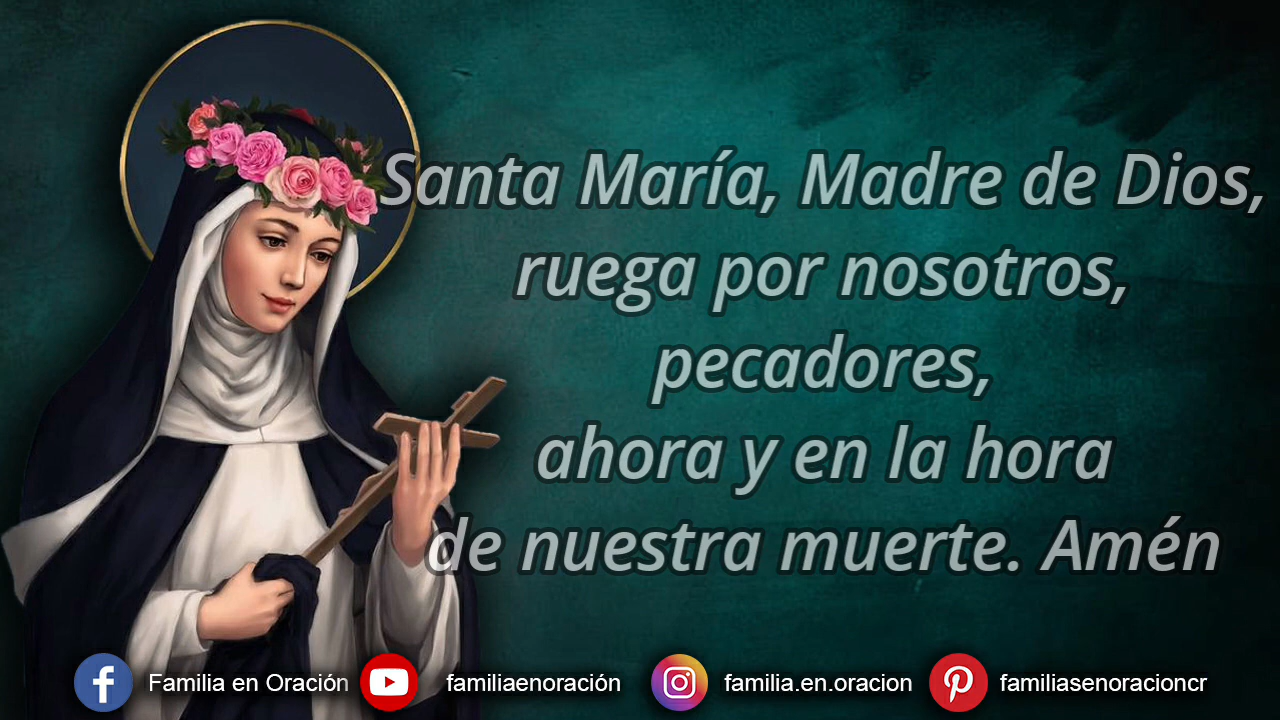 Santa María, Madre de Dios,
ruega por nosotros,
pecadores,
ahora y en la hora
de nuestra muerte. Amén
Familia en Oración familiaenoración familia.en.oracion familiasenoracioncr